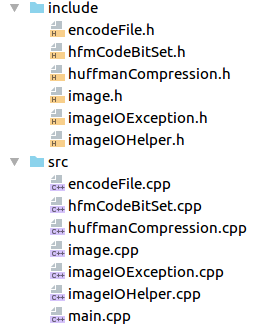 include
encodeFile.h
hfmCodeBitSet.h
huffmanCompression.h
image.h
imageIOException.h
imageIOHelper.h
src
encodeFile.cpp
hfmCodeBitSet.cpp
huffmanCompression.cpp
image.cpp
imageIOException.cpp
imageIOHelper.cpp
main.cpp